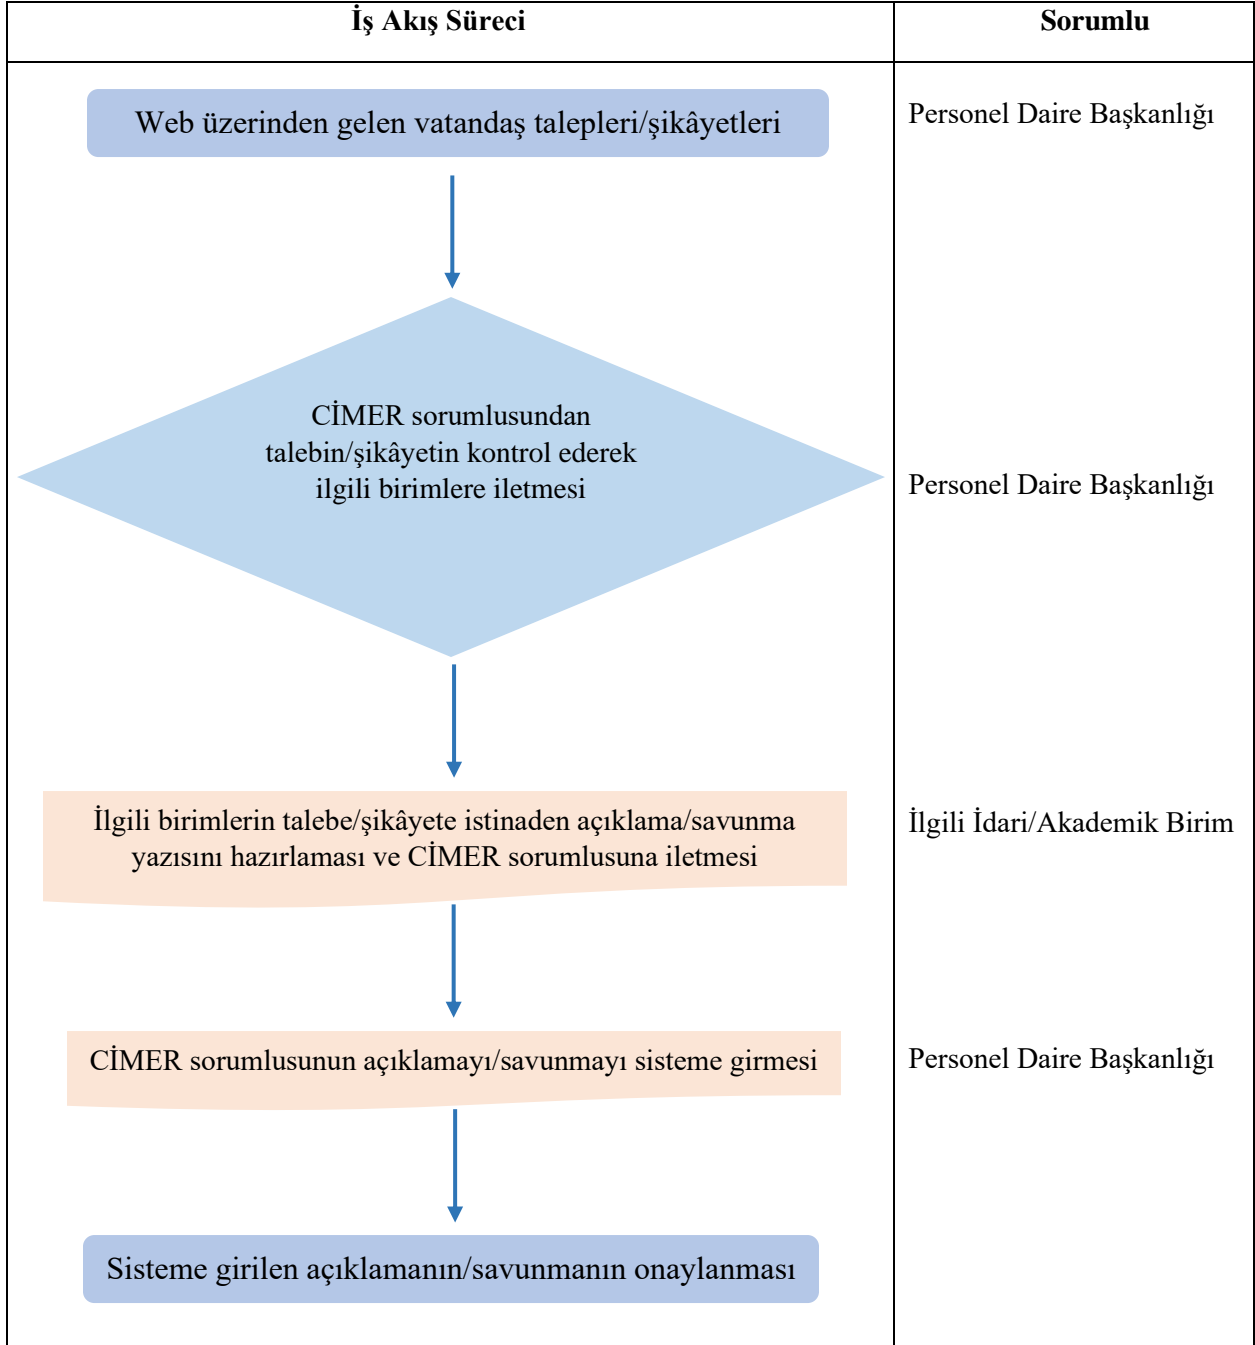 İş Akış Süreci
Sorumlu
Web üzerinden gelen vatandaş talepleri/şikâyetleri
Personel Daire Başkanlığı
CİMER sorumlusundan
talebin/şikâyetin kontrol ederek
ilgili birimlere iletmesi
Personel Daire Başkanlığı
İlgili birimlerin talebe/şikâyete istinaden açıklama/savunma
yazısını hazırlaması ve CİMER sorumlusuna iletmesi
İlgili İdari/Akademik Birim
CİMER sorumlusunun açıklamayı/savunmayı sisteme girmesi
Personel Daire Başkanlığı
Sisteme girilen açıklamanın/savunmanın onaylanması